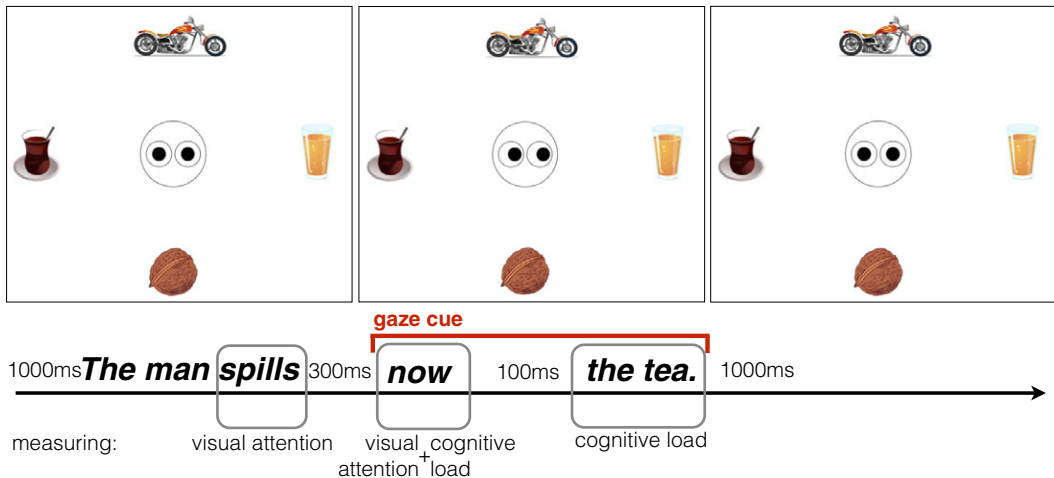 gaze cue
1000ms The man spills 300ms now 100ms the tea. 1000ms
measuring:
visual attention
visual + cognitive
attention load
cognitive load